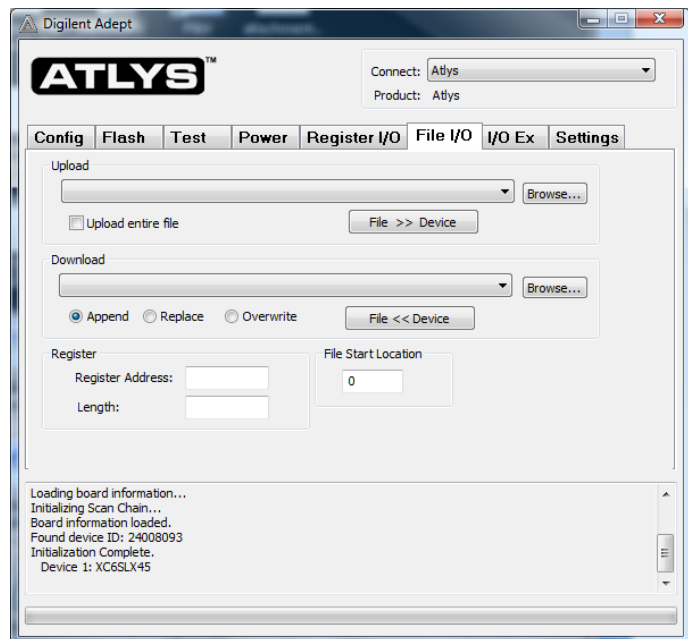 Digilent Adept
ATLYS™
Connect: Atlys
Product: Atlys
Config Flash Test Power Register I/O File I/O I/O Ex Settings
Upload
Browse...
Upload entire file File >> Device
Download
Browse...
Append Replace Overwrite File << Device
Register File Start Location
Register Address: 0
Length:
Loading board information...
Initializing Scan Chain...
Board information loaded.
Found device ID: 24008093
Initialization Complete.
Device 1: XC6SLX45